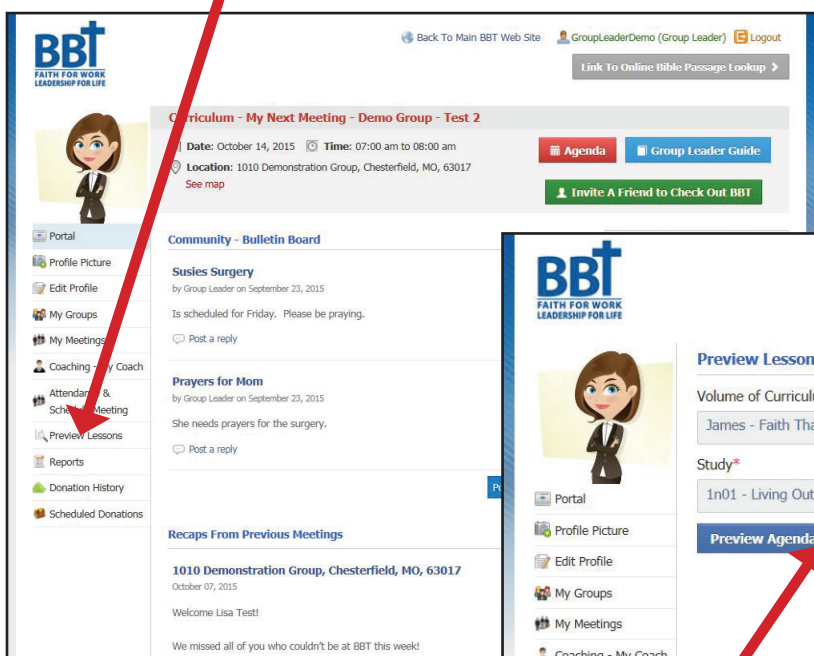 BBT
FAITH FOR WORK
LEADERSHIP FOR LIFE
Back To Main BBT Web Site GroupLeaderDemo (Group Leader) Logout
Link To Online Bible Passage Lookup
Curriculum - My Next Meeting - Demo Group - Test 2
Date: October 14, 2015 Time: 07:00 am to 08:00 am
Location: 1010 Demonstration Group, Chesterfield, MO, 63017
See map
Agenda Group Leader Guide
Invite A Friend to Check Out BBT
Portal
Profile Picture
Edit Profile
My Groups
My Meetings
Coaching - My Coach
Attendance &
Schedule Meeting
Preview Lessons
Reports
Donation History
Scheduled Donations
Community - Bulletin Board
Susies Surgery
by Group Leader on September 23, 2015
Is scheduled for Friday. Please be praying.
Post a reply
Prayers for Mom
by Group Leader on September 23, 2015
She needs prayers for the surgery.
Post a reply
Recaps From Previous Meetings
1010 Demonstration Group, Chesterfield, MO, 63017
October 07, 2015
Welcome Lisa Test!
We missed all of you who couldn't be at BBT this week!
BBT
FAITH FOR WORK
LEADERSHIP FOR LIFE
Portal
Profile Picture
Edit Profile
My Groups
My Meetings
Coaching - My Coach
Preview Lesson
Volume of Curricul
James - Faith Tha
Study*
1n01 - Living Out
Preview Agenda